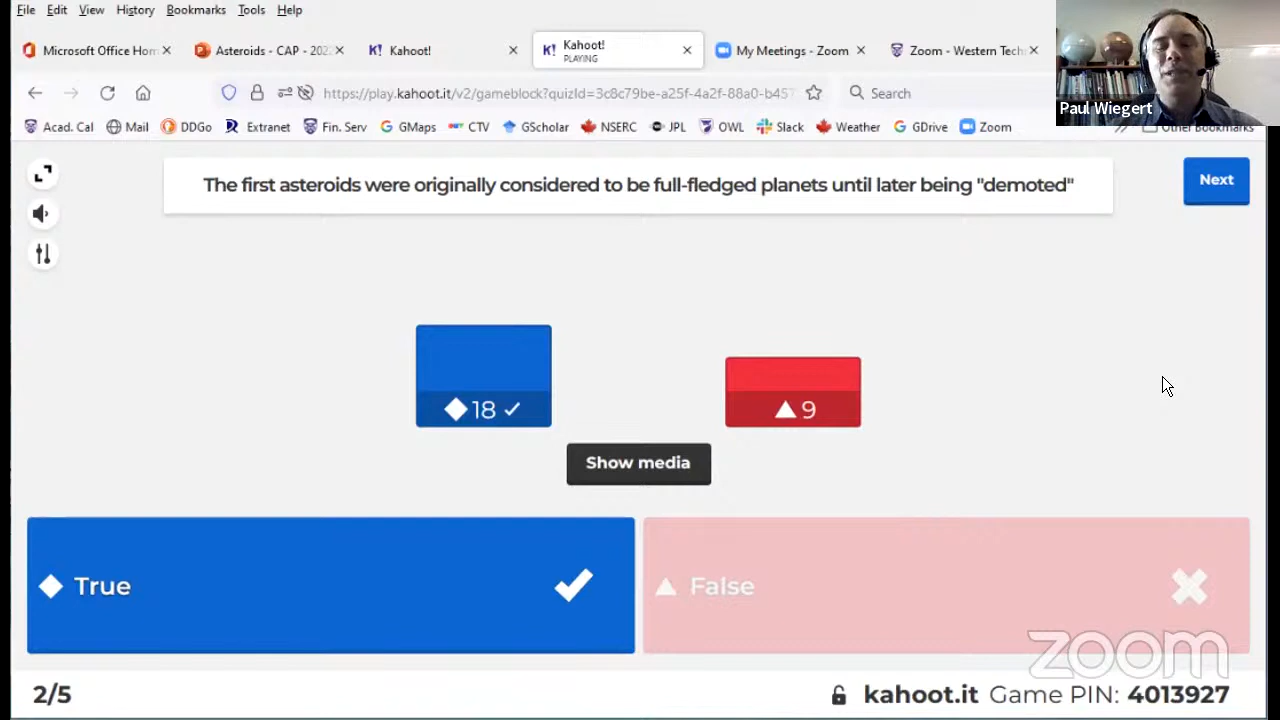 File Edit View History Bookmarks Tools Help
Microsoft Office Hom
Asteroids - CAP - 202
Kahoot!
Kahoot!
PLAYING
My Meetings - Zoom
Zoom - Western Tech
https://play.kahoot.it/v2/gameblock?quizId=3c8c79be-a25f-4a2f-88a0-b457
Search
Paul Wiegert
Acad. Cal Mail DDGo Extranet Fin. Serv GMaps CTV GScholar NSERC JPL OWL Slack Weather GDrive Zoom Other Bookmarks
The first asteroids were originally considered to be full-fledged planets until later being "demoted"
Next
18
9
Show media
True
False
zoom
2/5
kahoot.it Game PIN: 4013927